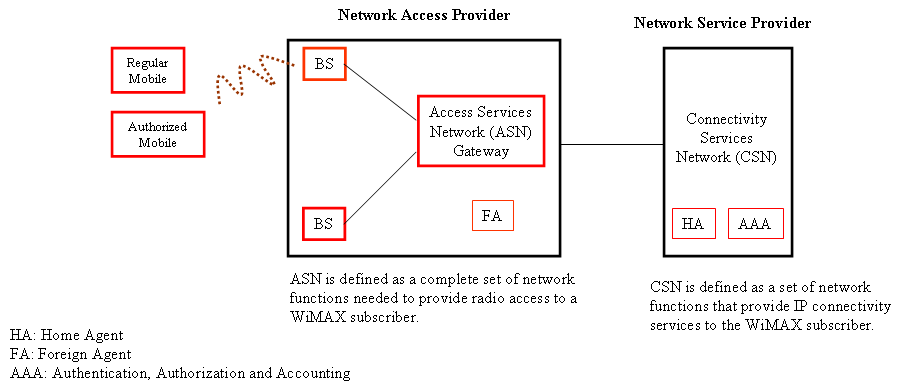 Network Access Provider
Network Service Provider
Regular
Mobile
Authorized
Mobile
BS
BS
Access Services
Network (ASN)
Gateway
FA
Connectivity
Services
Network (CSN)
HA
AAA
ASN is defined as a complete set of network
functions needed to provide radio access to a
WiMAX subscriber.
CSN is defined as a set of network
functions that provide IP connectivity
services to the WiMAX subscriber.
HA: Home Agent
FA: Foreign Agent
AAA: Authentication, Authorization and Accounting